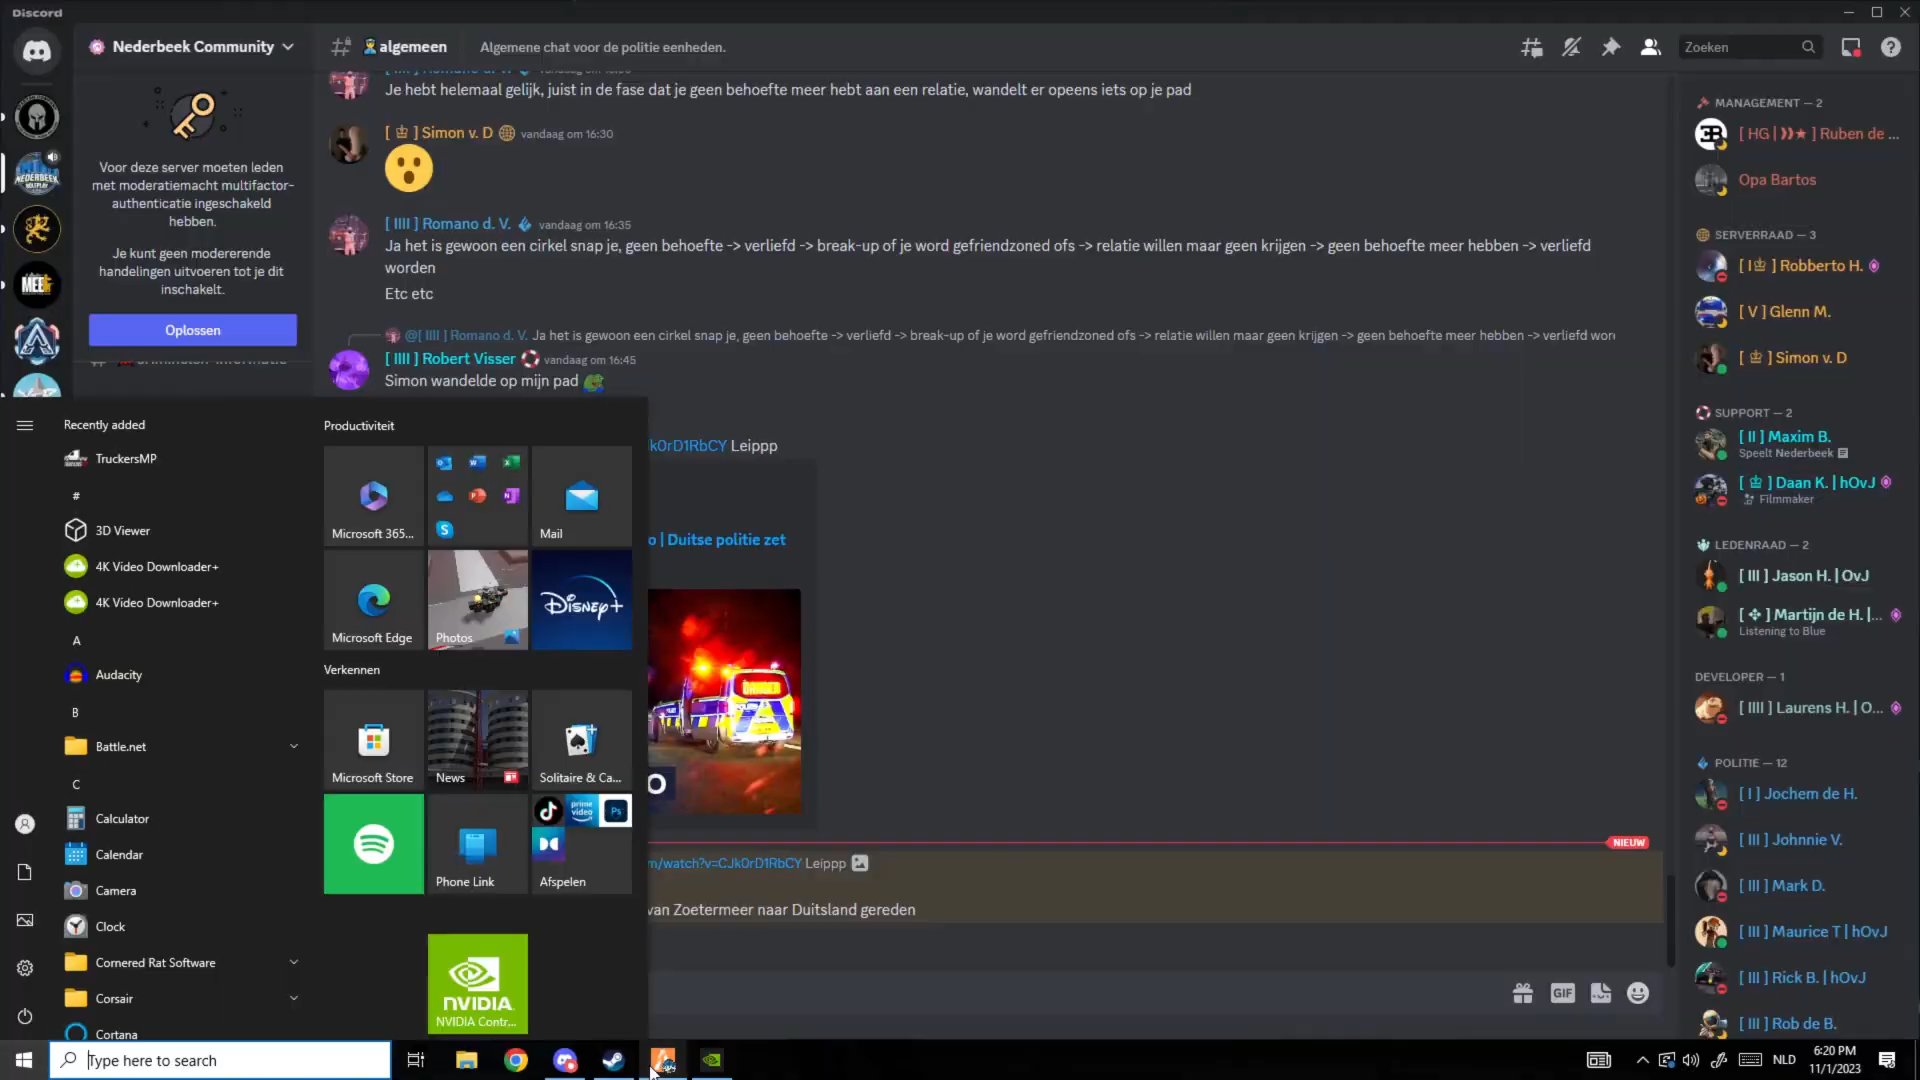 Discord
Nederbeek Community
algemeen
Algemene chat voor de politie eenheden.
Zoeken
Voor deze server moeten leden
met moderatiemacht multifactor-
authenticatie ingeschakeld
hebben.
Je kunt geen modererende
handelingen uitvoeren tot je dit
inschakelt.
Oplossen
Je hebt helemaal gelijk, juist in de fase dat je geen behoefte meer hebt aan een relatie, wandelt er opeens iets op je pad
[ ♔ ] Simon v. D vandaag om 16:30
[ IIII ] Romano d. V. vandaag om 16:35
Ja het is gewoon een cirkel snap je, geen behoefte -> verliefd -> break-up of je word gefriendzoned ofs -> relatie willen maar geen krijgen -> geen behoefte meer hebben -> verliefd
worden
Etc etc
@[ IIII ] Romano d. V. Ja het is gewoon een cirkel snap je, geen behoefte -> verliefd -> break-up of je word gefriendzoned ofs -> relatie willen maar geen krijgen -> geen behoefte meer hebben -> verliefd wor
[ IIII ] Robert Visser vandaag om 16:45
Simon wandelde op mijn pad
k0rD1RbCY Leippp
o | Duitse politie zet
DANGER
O
NIEUW
m/watch?v=CJk0rD1RbCY Leippp
van Zoetermeer naar Duitsland gereden
GIF
MANAGEMENT — 2
[ HG | ⟫★ ] Ruben de ...
Opa Bartos
SERVERRAAD — 3
[ I♔ ] Robberto H.
[ V ] Glenn M.
[ ♔ ] Simon v. D
SUPPORT — 2
[ II ] Maxim B.
Speelt Nederbeek
[ ♔ ] Daan K. | hOvJ
Filmmaker
LEDENRAAD — 2
[ III ] Jason H. | OvJ
[ ✣ ] Martijn de H. |...
Listening to Blue
DEVELOPER — 1
[ IIII ] Laurens H. | O...
POLITIE — 12
[ I ] Jochem de H.
[ III ] Johnnie V.
[ III ] Mark D.
[ III ] Maurice T | hOvJ
[ III ] Rick B. | hOvJ
[ III ] Rob de B.
Recently added
TruckersMP
#
3D Viewer
4K Video Downloader+
4K Video Downloader+
A
Audacity
B
Battle.net
C
Calculator
Calendar
Camera
Clock
Cornered Rat Software
Corsair
Cortana
Productiviteit
Microsoft 365...
Mail
Microsoft Edge
Photos
Disney+
Verkennen
Microsoft Store
News
Solitaire & Ca...
Phone Link
prime video
Ps
Afspelen
NVIDIA
NVIDIA Contr...
Type here to search
NLD
6:20 PM
11/1/2023